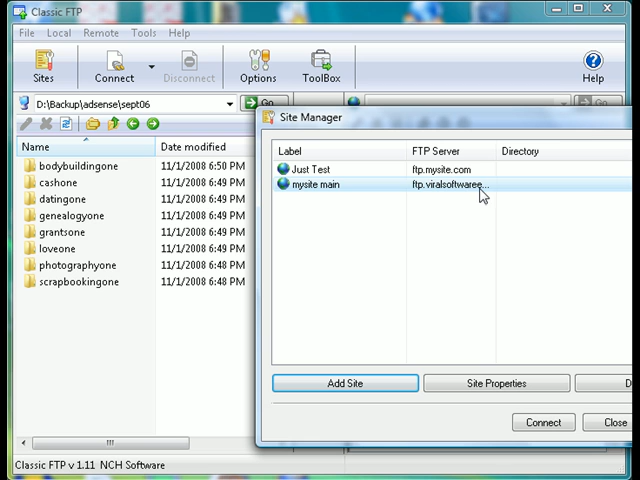 Classic FTP
File Local Remote Tools Help
Sites Connect Disconnect Options ToolBox Help
D:\Backup\adsense\sept06 Go Go
Site Manager
Name Date modified
Label FTP Server Directory
bodybuildingone 11/1/2008 6:50 PM
Just Test ftp.mysite.com
cashone 11/1/2008 6:49 PM
mysite main ftp.viralsoftwaree...
datingone 11/1/2008 6:49 PM
genealogyone 11/1/2008 6:49 PM
grantsone 11/1/2008 6:49 PM
loveone 11/1/2008 6:49 PM
photographyone 11/1/2008 6:48 PM
scrapbookingone 11/1/2008 6:48 PM
Add Site Site Properties D
Connect Close
Classic FTP v 1.11 NCH Software